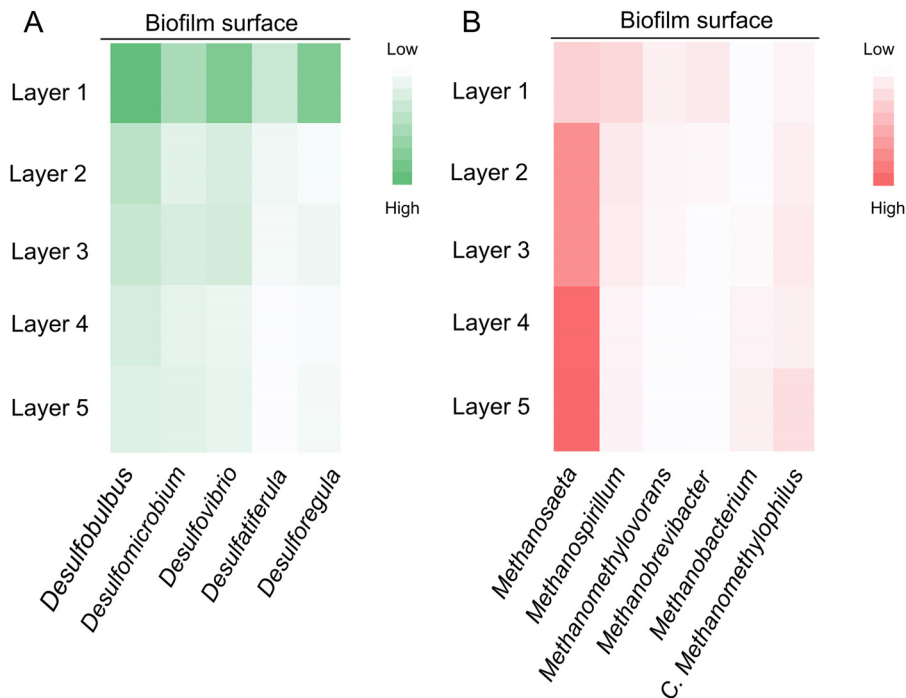 A
Biofilm surface
Layer 1
Layer 2
Layer 3
Layer 4
Layer 5
Desulfobulbus
Desulfomicrobium
Desulfovibrio
Desulfatiferula
Desulforegula
Low
High
B
Biofilm surface
Layer 1
Layer 2
Layer 3
Layer 4
Layer 5
Methanosaeta
Methanospirillum
Methanomethylovorans
Methanobrevibacter
Methanobacterium
C. Methanomethylophilus
Low
High